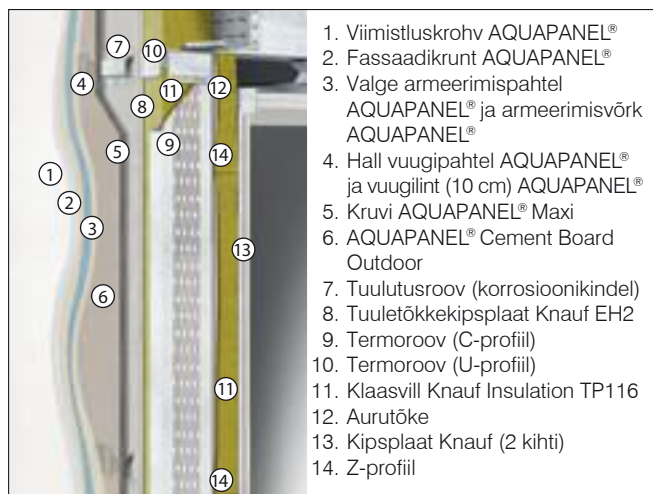 1. Viimistluskrohv AQUAPANEL®
2. Fassaadikrunt AQUAPANEL®
3. Valge armeerimispahtel
AQUAPANEL® ja armeerimisvõrk
AQUAPANEL®
4. Hall vuugipahtel AQUAPANEL®
ja vuugilint (10 cm) AQUAPANEL®
5. Kruvi AQUAPANEL® Maxi
6. AQUAPANEL® Cement Board
Outdoor
7. Tuulutusroov (korrosioonikindel)
8. Tuuletõkkekipsplaat Knauf EH2
9. Termoroov (C-profiil)
10. Termoroov (U-profiil)
11. Klaasvill Knauf Insulation TP116
12. Aurutõke
13. Kipsplaat Knauf (2 kihti)
14. Z-profiil
7
10
4
11
12
8
9
5
14
1
2
3
13
6
11
14